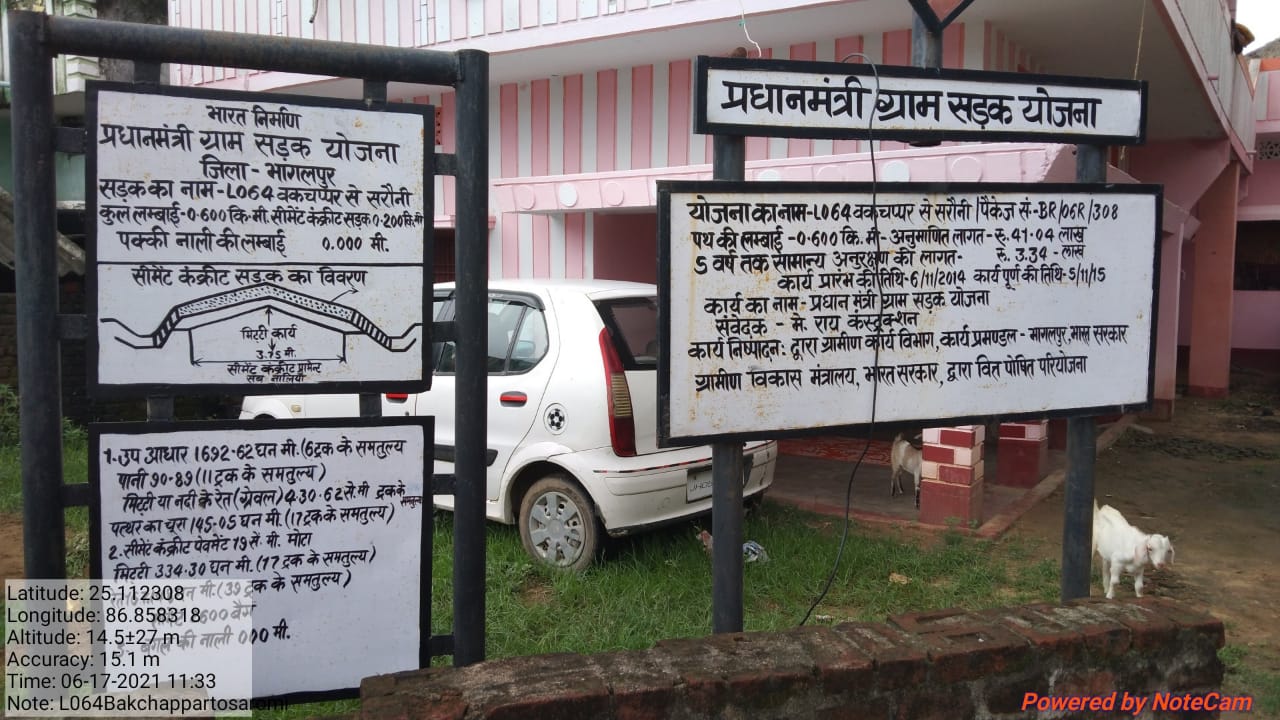 भारत निर्माण
प्रधानमंत्री ग्राम सड़क योजना
जिला - भागलपुर
सड़क का नाम-L064 वकचप्पर से सरौनी
कुल लम्बाई-0.600 कि.मी. सीमेंट कंक्रीट सड़क 0.200 कि.मी
पक्की नाली की लम्बाई 0.000 मी.
सीमेंट कंक्रीट सड़क का विवरण
मिट्टी कार्य
3.75 मी.
सीमेंट कंक्रीट
1. उप आधार 1692.62 घन मी. (6 ट्रक के समतुल्य
पानी 90.89 (11 ट्रक के समतुल्य)
मिट्टी या नदी के रेत (ग्रेवल) 430.62 से.मी ट्रक के समतुल्य
पत्थर का चुरा 145.05 घन मी. (17 ट्रक के समतुल्य)
2. सीमेंट कंक्रीट पेवमेंट 19 से. मी. मोटा
मिट्टी 334.30 घन मी. (17 ट्रक के समतुल्य)
घन मी. (39 ट्रक के समतुल्य)
600 बैग
बगल की नाली 000 मी.
प्रधानमंत्री ग्राम सड़क योजना
योजना का नाम-L064 वकचप्पर से सरौनी / पैकेज सं.-BR/06R/308
पथ की लम्बाई -0.600 कि. मी.- अनुमाणित लागत - रु. 41.04 लाख
5 वर्ष तक सामान्य अनुरक्षण की लागत- रु. 3.34 - लाख
कार्य प्रारंभ की तिथि-6/11/2014 कार्य पूर्ण की तिथि-5/11/15
कार्य का नाम- प्रधान मंत्री ग्राम सड़क योजना
संवेदक - मे. राय कंस्ट्रक्शन
कार्य निष्पादन: द्वारा ग्रामीण कार्य विभाग, कार्य प्रमण्डल - भागलपुर, सरकार
ग्रामीण विकास मंत्रालय, भारत सरकार, द्वारा वित पोषित परियोजना
Latitude: 25.112308
Longitude: 86.858318
Altitude: 14.5±27 m
Accuracy: 15.1 m
Time: 06-17-2021 11:33
Note: L064Bakchappartosaromi
Powered by NoteCam